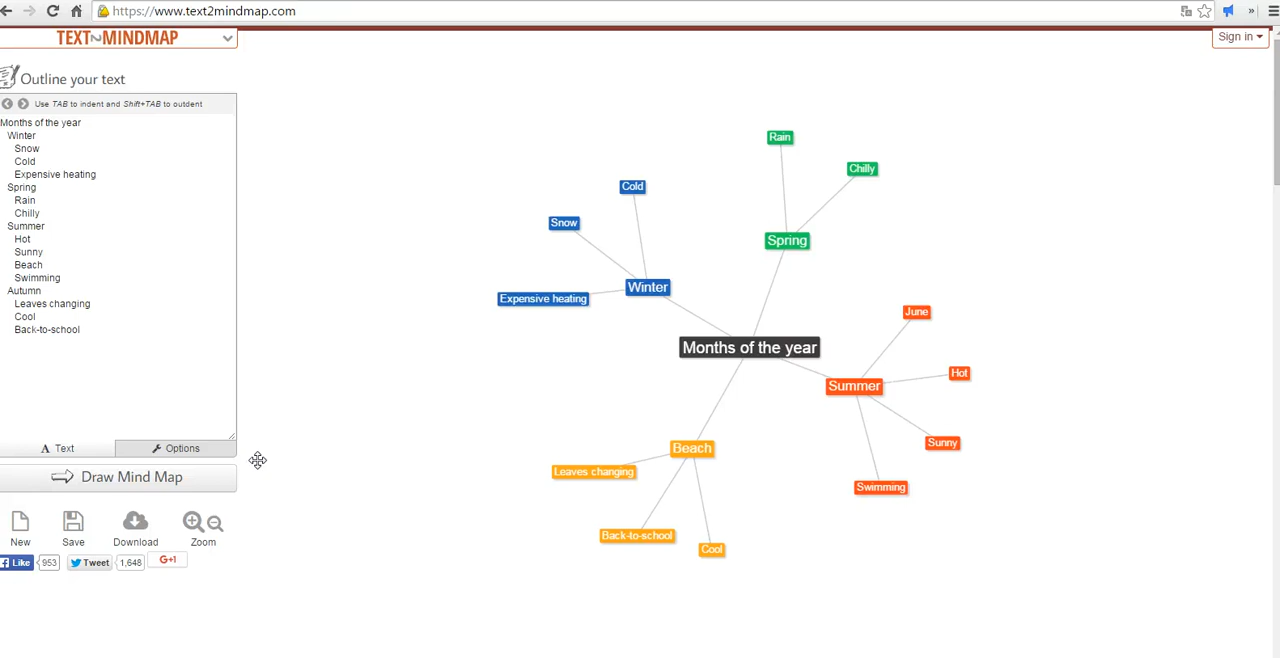 https://www.text2mindmap.com
TEXT2MINDMAP
Sign in
Outline your text
Use TAB to indent and Shift+TAB to outdent
Months of the year
Winter
Snow
Cold
Expensive heating
Spring
Rain
Chilly
Summer
Hot
Sunny
Beach
Swimming
Autumn
Leaves changing
Cool
Back-to-school
A Text
Options
Draw Mind Map
New
Save
Download
Zoom
Like
953
Tweet
1,648
G+1
Rain
Chilly
Cold
Snow
Spring
Winter
Expensive heating
June
Months of the year
Hot
Summer
Sunny
Beach
Leaves changing
Swimming
Back-to-school
Cool